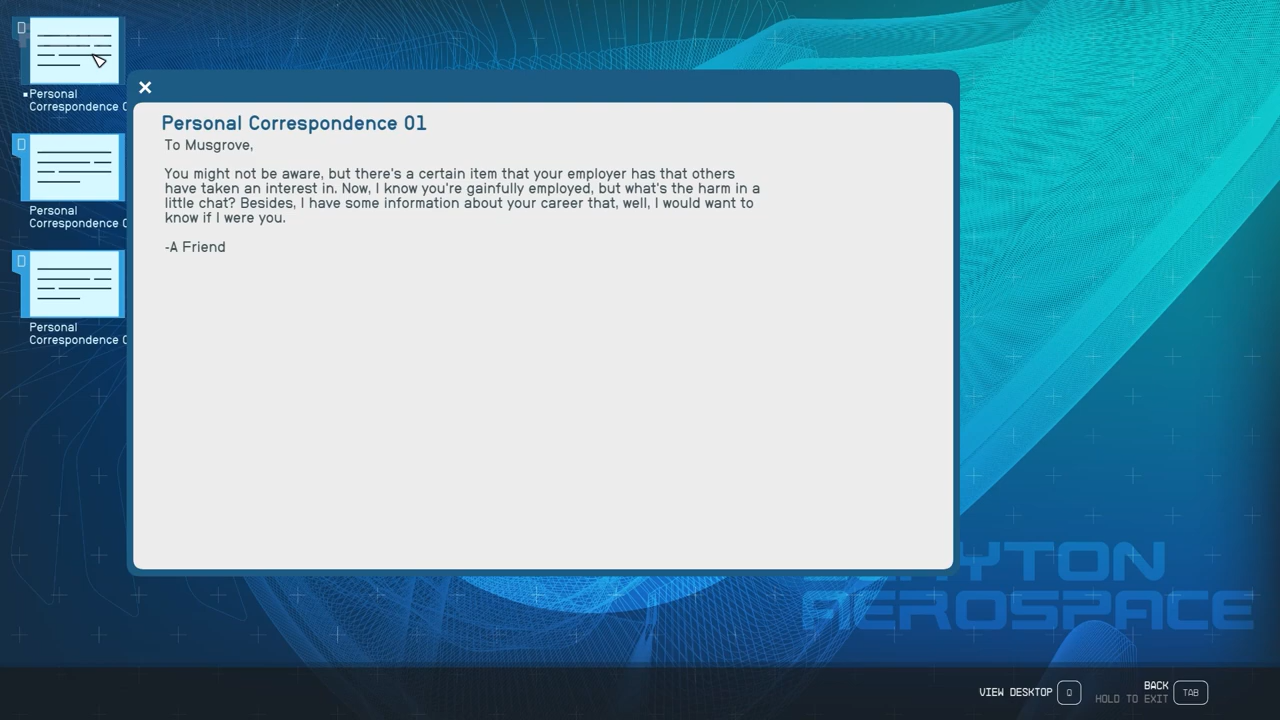 Personal
Correspondence
Personal
Correspondence
Personal
Correspondence
Personal Correspondence 01
To Musgrove,
You might not be aware, but there's a certain item that your employer has that others
have taken an interest in. Now, I know you're gainfully employed, but what's the harm in a
little chat? Besides, I have some information about your career that, well, I would want to
know if I were you.
-A Friend
AEROSPACE
VIEW DESKTOP Q
BACK
HOLD TO EXIT TAB